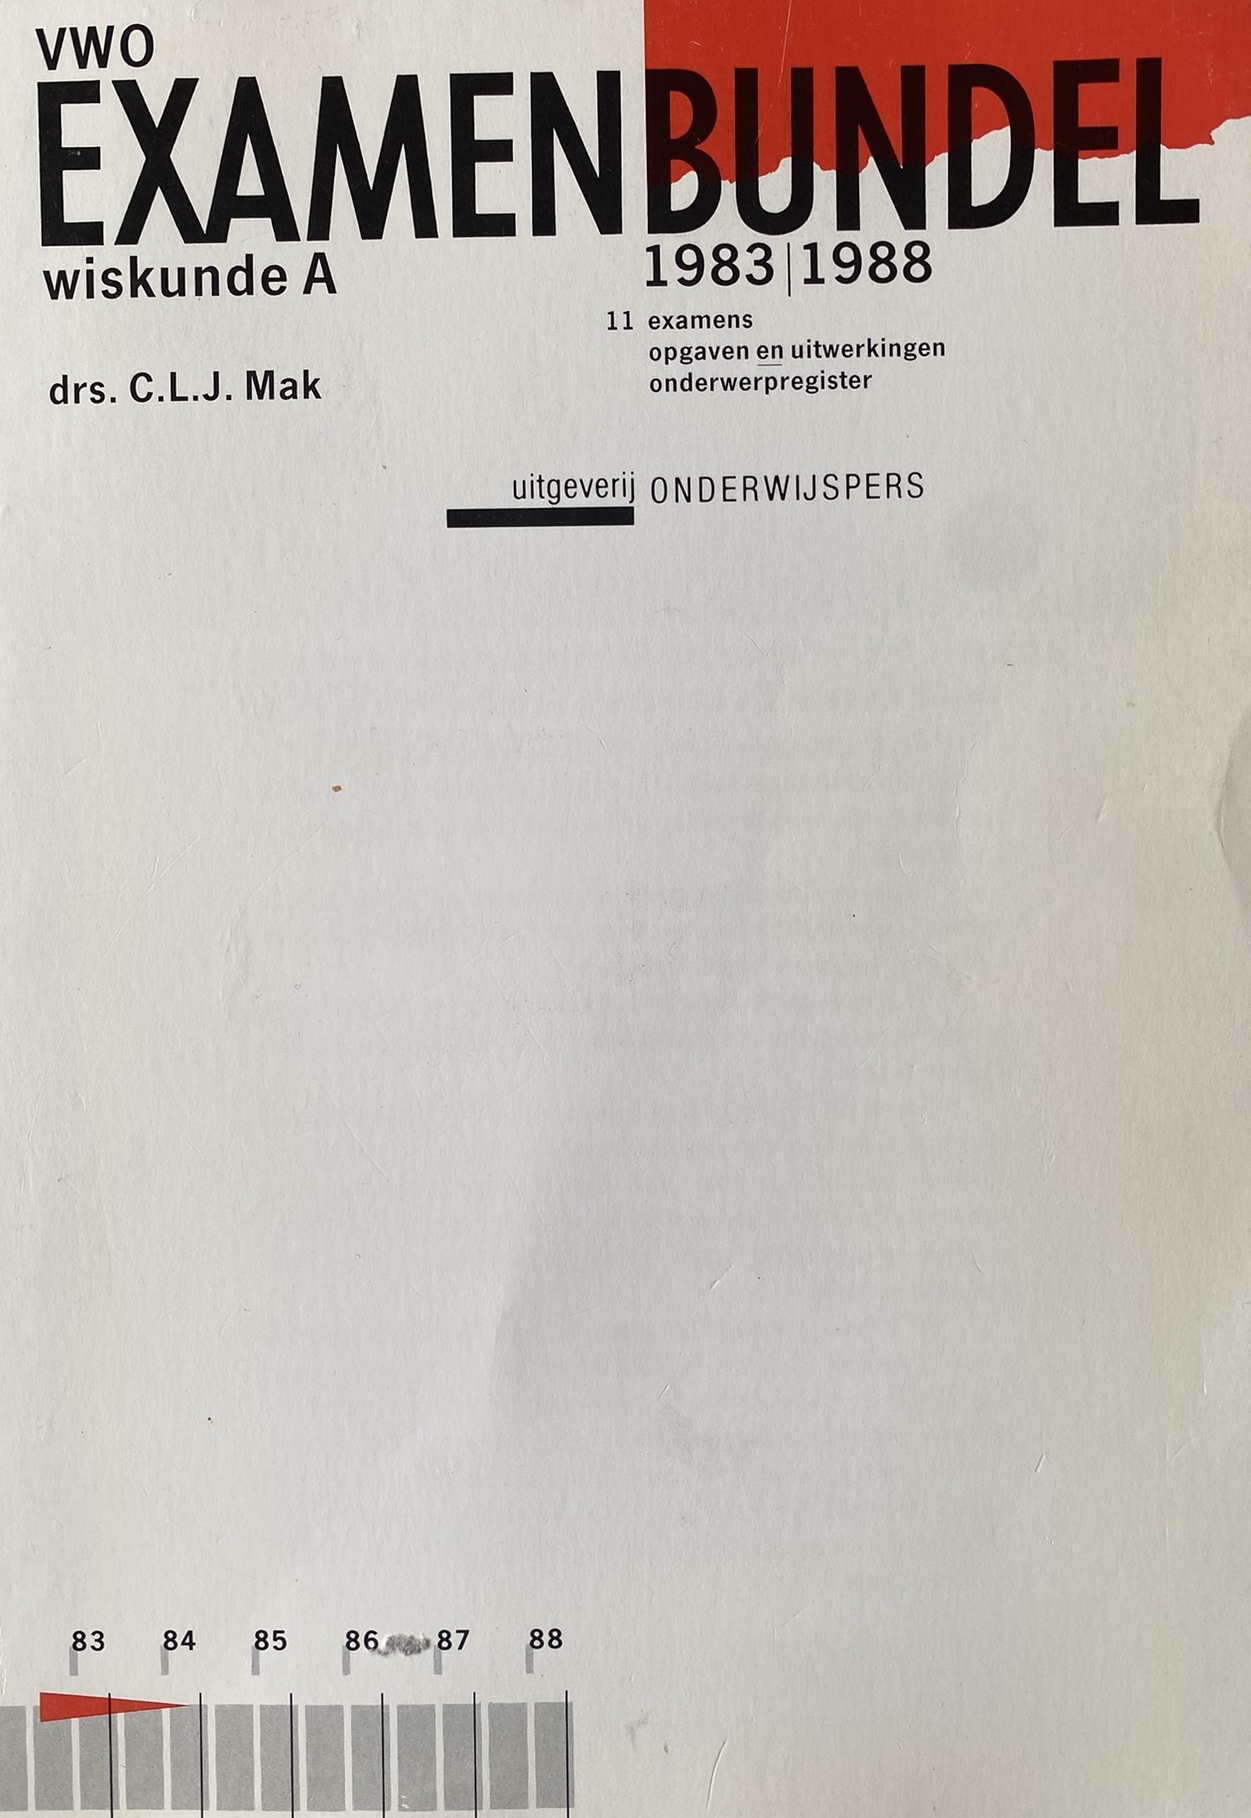 VWO
EXAMENBUNDEL
wiskunde A
1983|1988
11 examens
opgaven en uitwerkingen
onderwerpregister
drs. C.L.J. Mak
uitgeverij ONDERWIJSPERS
83 84 85 86 87 88